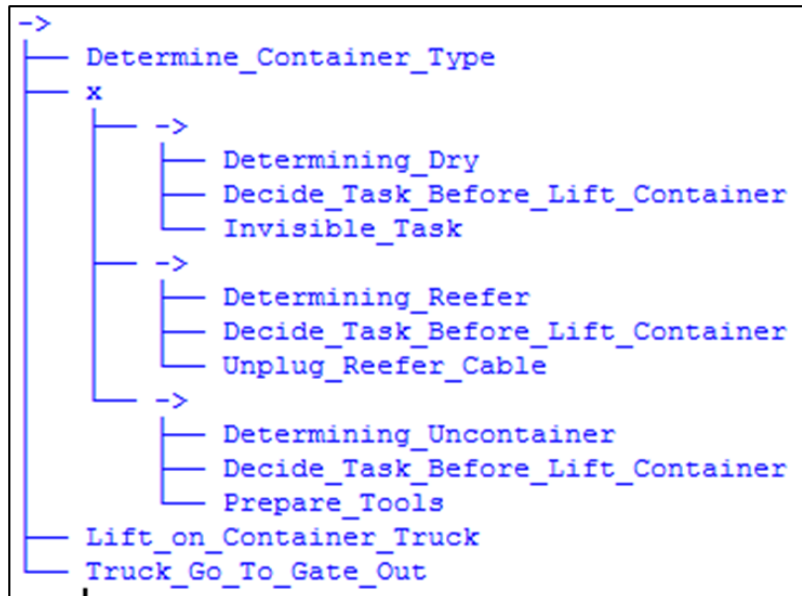 ->
Determine_Container_Type
x
->
Determining_Dry
Decide_Task_Before_Lift_Container
Invisible_Task
->
Determining_Reefer
Decide_Task_Before_Lift_Container
Unplug_Reefer_Cable
->
Determining_Uncontainer
Decide_Task_Before_Lift_Container
Prepare_Tools
Lift_on_Container_Truck
Truck_Go_To_Gate_Out